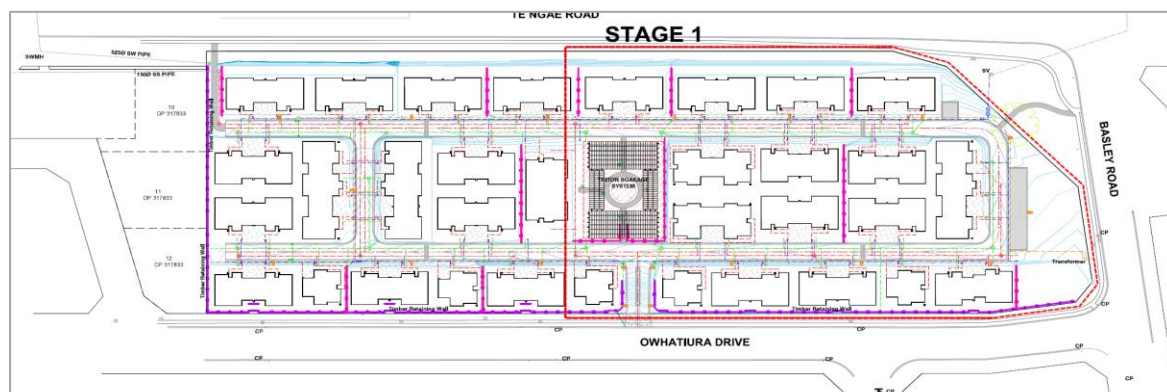 TE NGAE ROAD
STAGE 1
525Ø SW PIPE
SWMH
150Ø SS PIPE
SV
10
DP 317833
Timber Retaining Wall
BASLEY ROAD
SOAKAGE
SYSTEM
11
DP 317833
CP
12
DP 317833
Timber Retaining Wall
Transformer
Timber Retaining Wall
Timber Retaining Wall
CP
CP
CP
OWHATIURA DRIVE
CP
CP
CP
CP
CP
CP